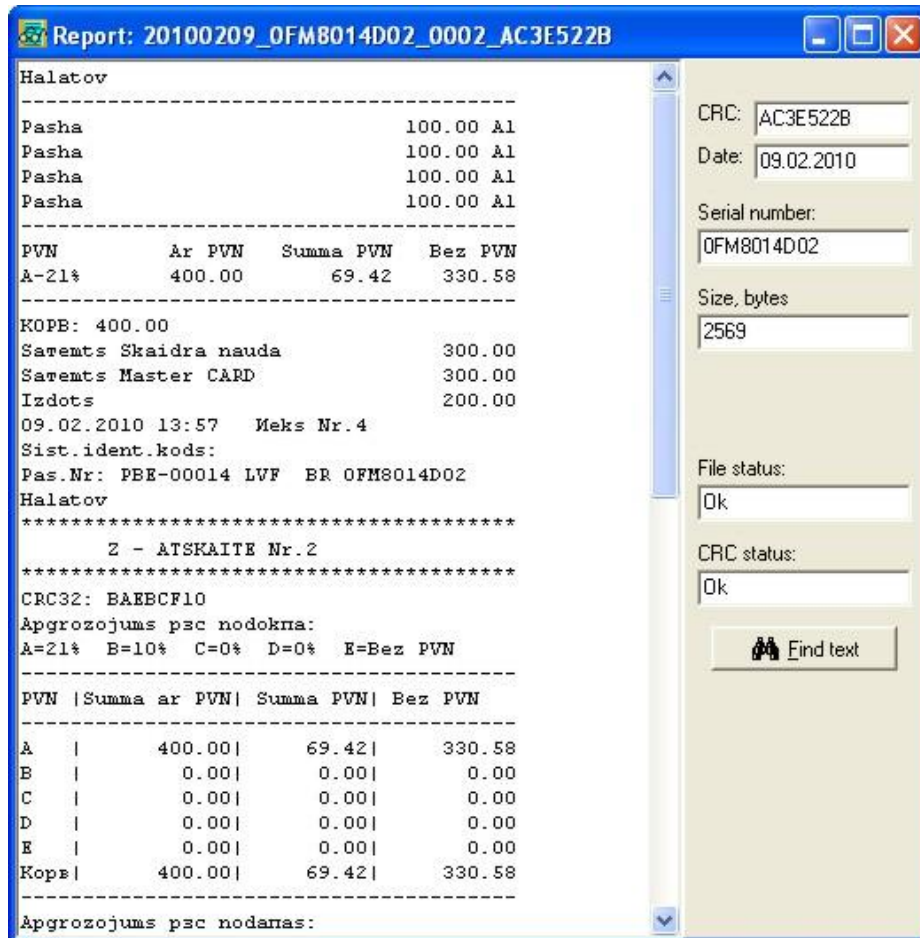 Report: 20100209_0FM8014D02_0002_AC3E522B
Halatov
----------------------------------------
Pasha 100.00 A1
Pasha 100.00 A1
Pasha 100.00 A1
Pasha 100.00 A1
----------------------------------------
PVN Ar PVN Summa PVN Bez PVN
A-21% 400.00 69.42 330.58
----------------------------------------
KOPB: 400.00
Saтemts Skaidra nauda 300.00
Saтemts Master CARD 300.00
Izdots 200.00
09.02.2010 13:57 Иeks Nr.4
Sist.ident.kods:
Pas.Nr: PBE-00014 LVF BR 0FM8014D02
Halatov
****************************************
Z - ATSKAITE Nr.2
****************************************
CRC32: BAEBCF10
Apgrozojums pзc nodokпa:
A=21% B=10% C=0% D=0% E=Bez PVN
----------------------------------------
PVN |Summa ar PVN| Summa PVN| Bez PVN
----------------------------------------
A | 400.00| 69.42| 330.58
B | 0.00| 0.00| 0.00
C | 0.00| 0.00| 0.00
D | 0.00| 0.00| 0.00
E | 0.00| 0.00| 0.00
Kopв| 400.00| 69.42| 330.58
----------------------------------------
Apgrozojums pзc nodaпas:
CRC: AC3E522B
Date: 09.02.2010
Serial number:
0FM8014D02
Size, bytes
2569
File status:
Ok
CRC status:
Ok
Find text